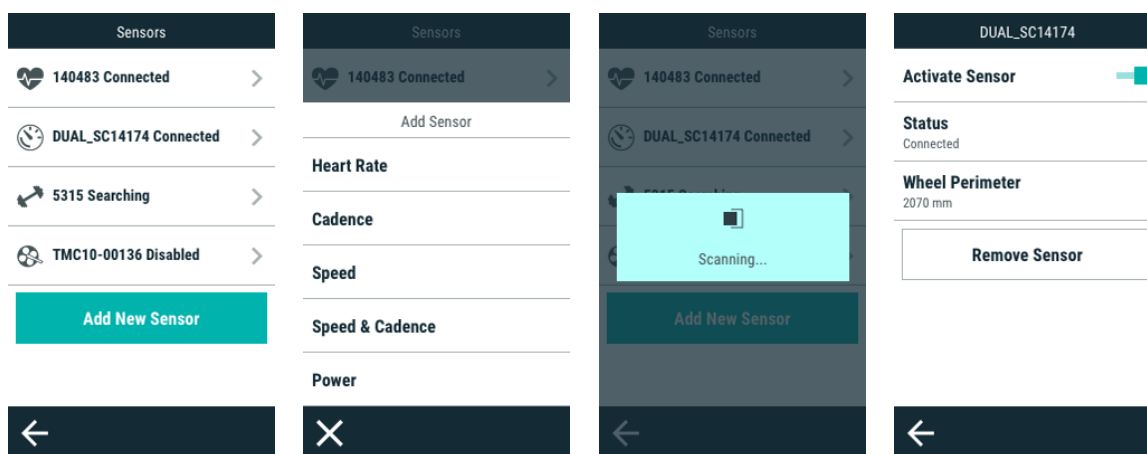 Sensors
140483 Connected
DUAL_SC14174 Connected
5315 Searching
TMC10-00136 Disabled
Add New Sensor
Sensors
140483 Connected
Add Sensor
Heart Rate
Cadence
Speed
Speed & Cadence
Power
Sensors
140483 Connected
DUAL_SC14174 Connected
Scanning...
Add New Sensor
DUAL_SC14174
Activate Sensor
Status
Connected
Wheel Perimeter
2070 mm
Remove Sensor